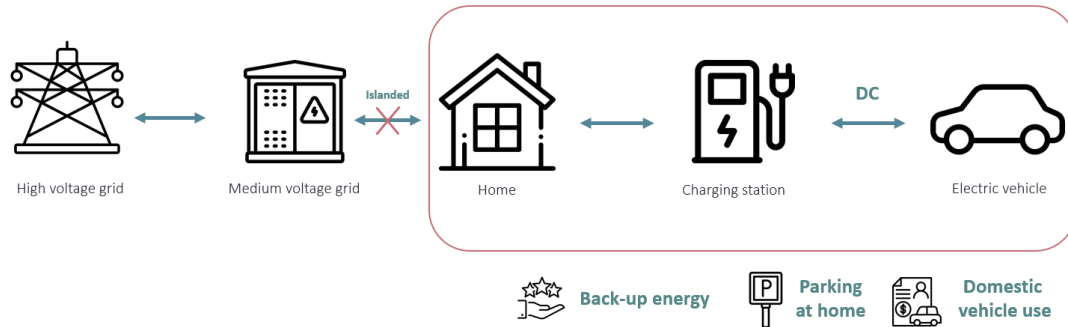 Islanded
DC
High voltage grid
Medium voltage grid
Home
Charging station
Electric vehicle
Back-up energy
P
Parking
at home
$
Domestic
vehicle use